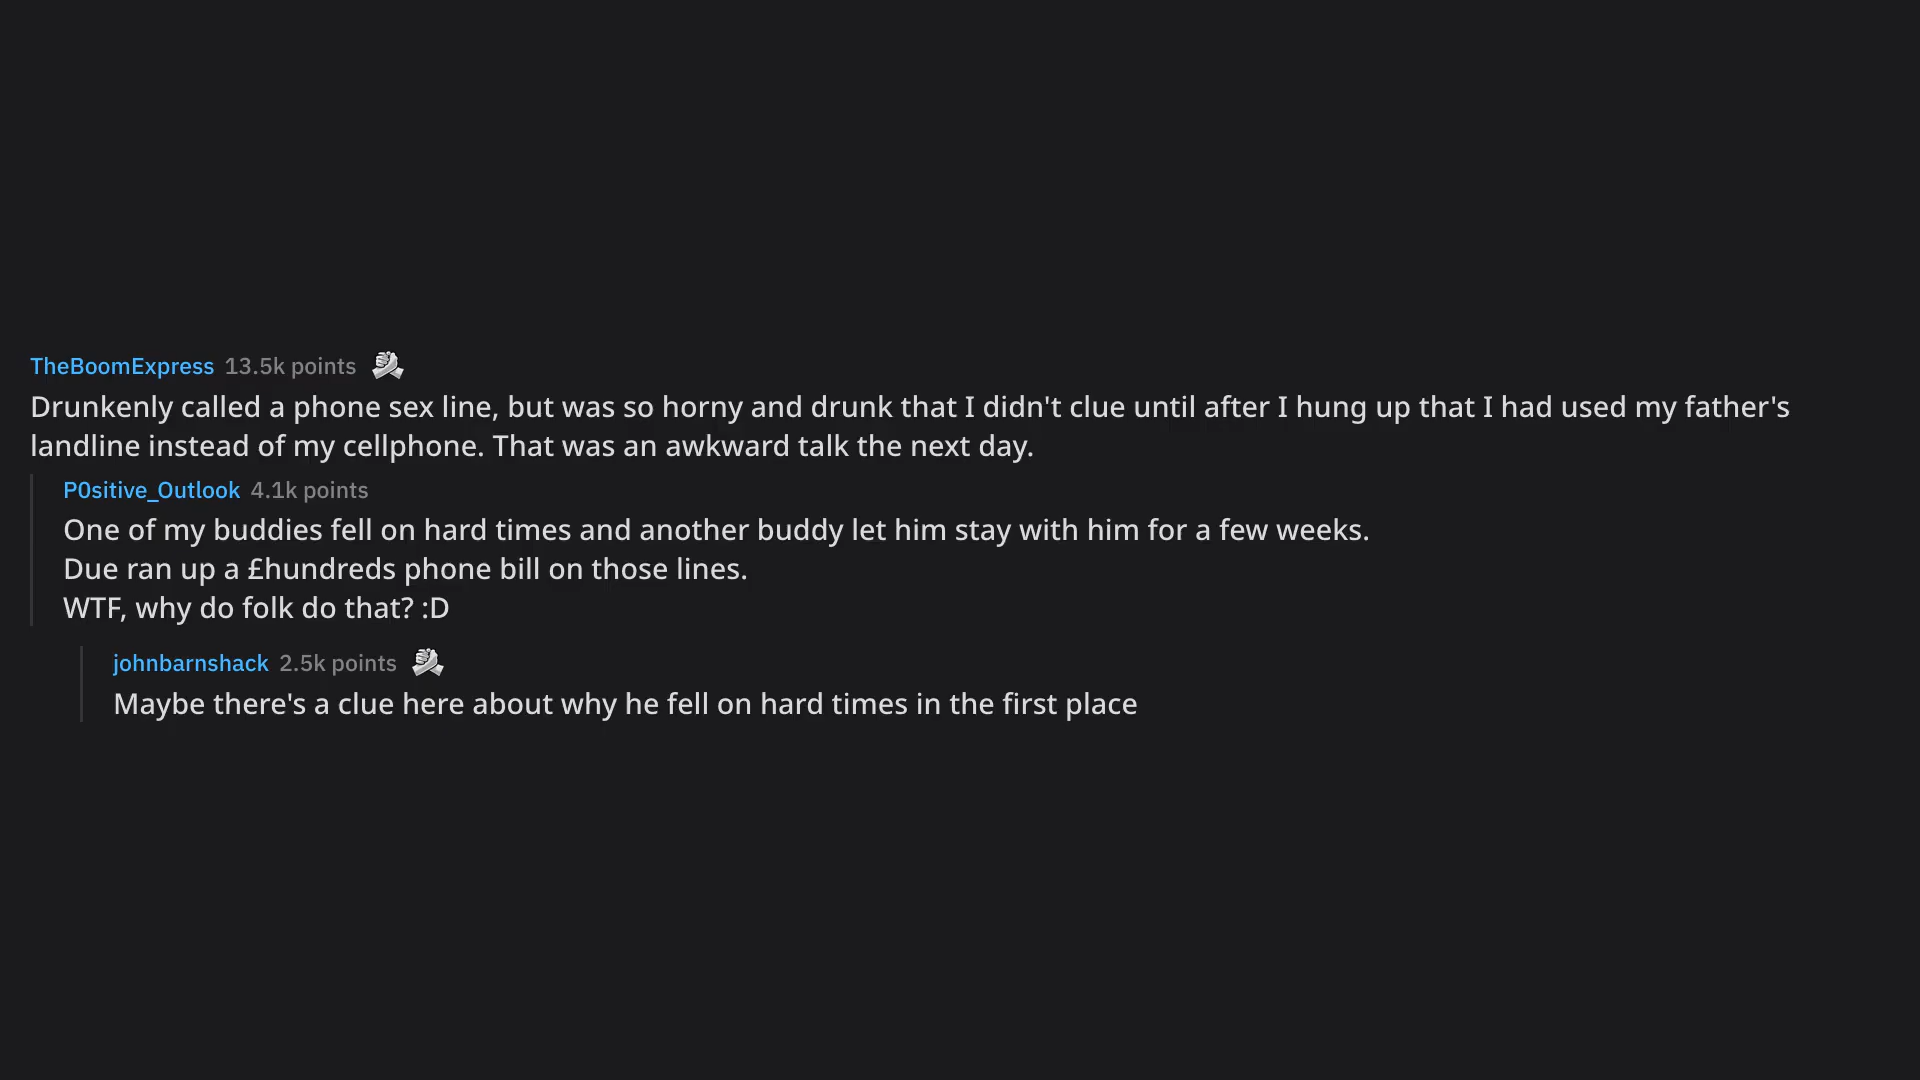 TheBoomExpress 13.5k points
Drunkenly called a phone sex line, but was so horny and drunk that I didn't clue until after I hung up that I had used my father's
landline instead of my cellphone. That was an awkward talk the next day.
P0sitive_Outlook 4.1k points
One of my buddies fell on hard times and another buddy let him stay with him for a few weeks.
Due ran up a £hundreds phone bill on those lines.
WTF, why do folk do that? :D
johnbarnshack 2.5k points
Maybe there's a clue here about why he fell on hard times in the first place